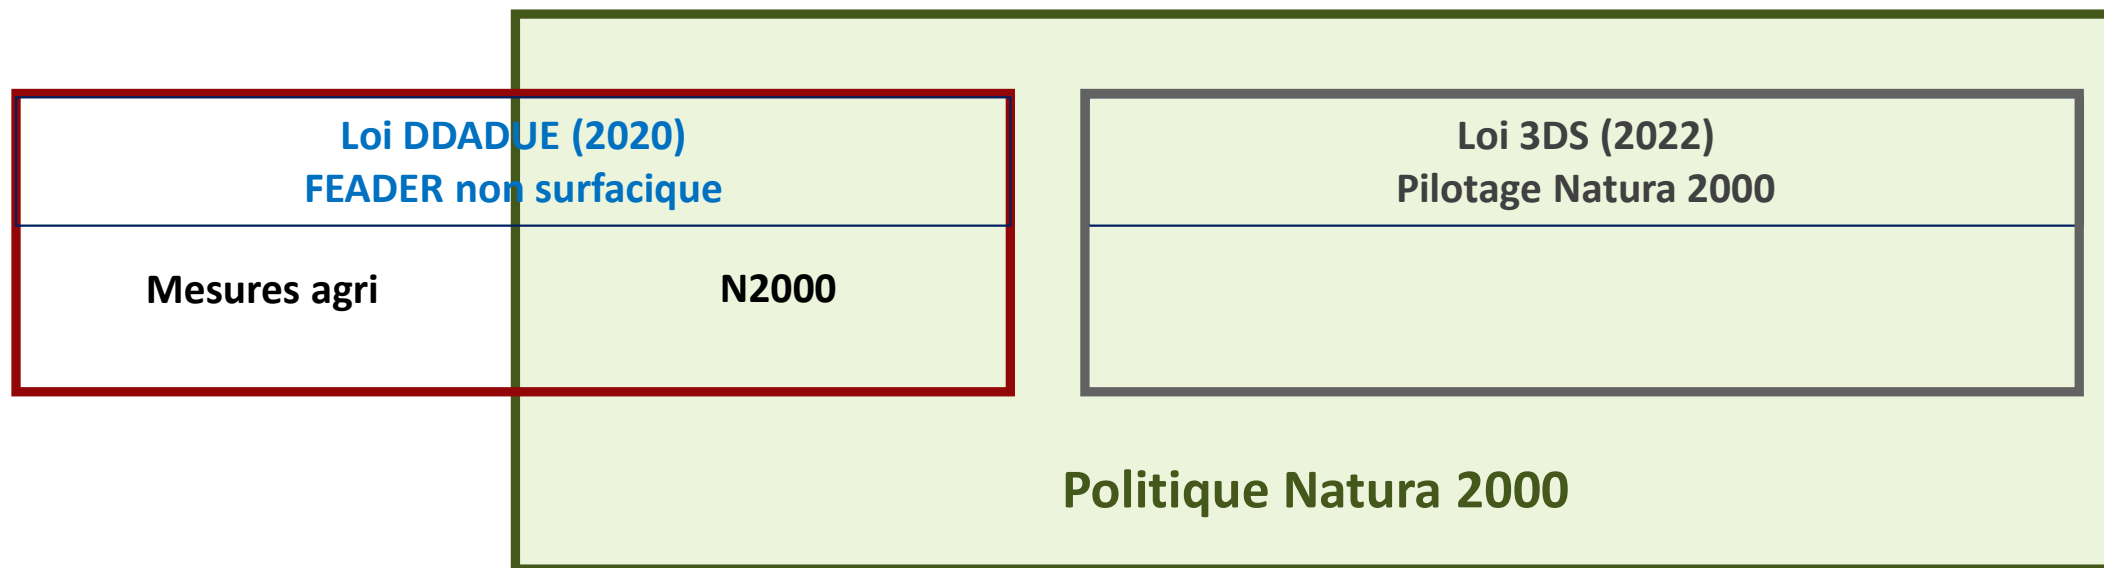 Loi DDADUE (2020)
FEADER non surfacique
Mesures agri
N2000
Loi 3DS (2022)
Pilotage Natura 2000
Politique Natura 2000